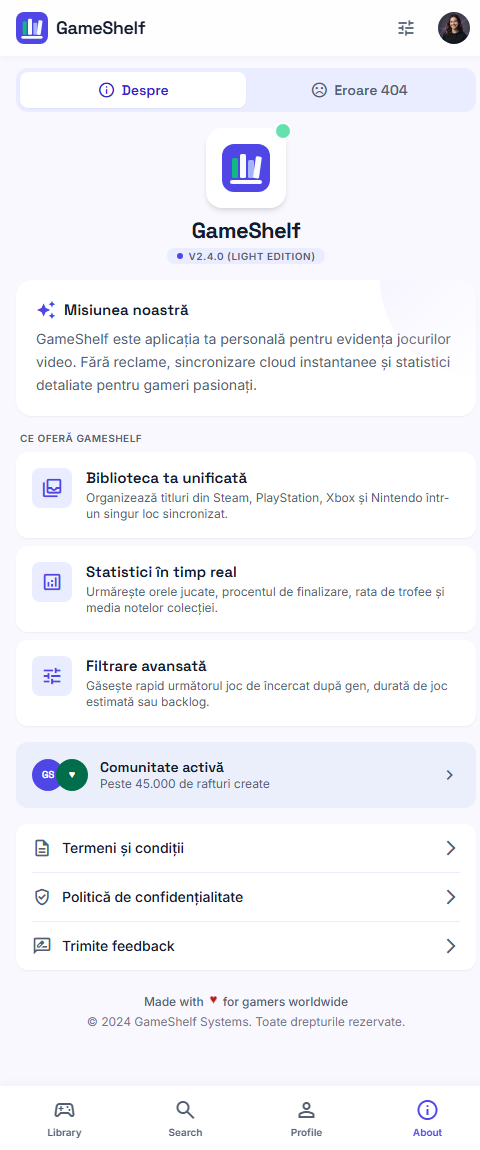 GameShelf
Despre
Eroare 404
GameShelf
V2.4.0 (LIGHT EDITION)
Misiunea noastră
GameShelf este aplicația ta personală pentru evidența jocurilor
video. Fără reclame, sincronizare cloud instantanee și statistici
detaliate pentru gameri pasionați.
CE OFERĂ GAMESHELF
Biblioteca ta unificată
Organizează titluri din Steam, PlayStation, Xbox și Nintendo într-
un singur loc sincronizat.
Statistici în timp real
Urmărește orele jucate, procentul de finalizare, rata de trofee și
media notelor colecției.
Filtrare avansată
Găsește rapid următorul joc de încercat după gen, durată de joc
estimată sau backlog.
GS ♥
Comunitate activă
Peste 45.000 de rafturi create
Termeni și condiții
Politică de confidențialitate
Trimite feedback
Made with ♥ for gamers worldwide
© 2024 GameShelf Systems. Toate drepturile rezervate.
Library
Search
Profile
About